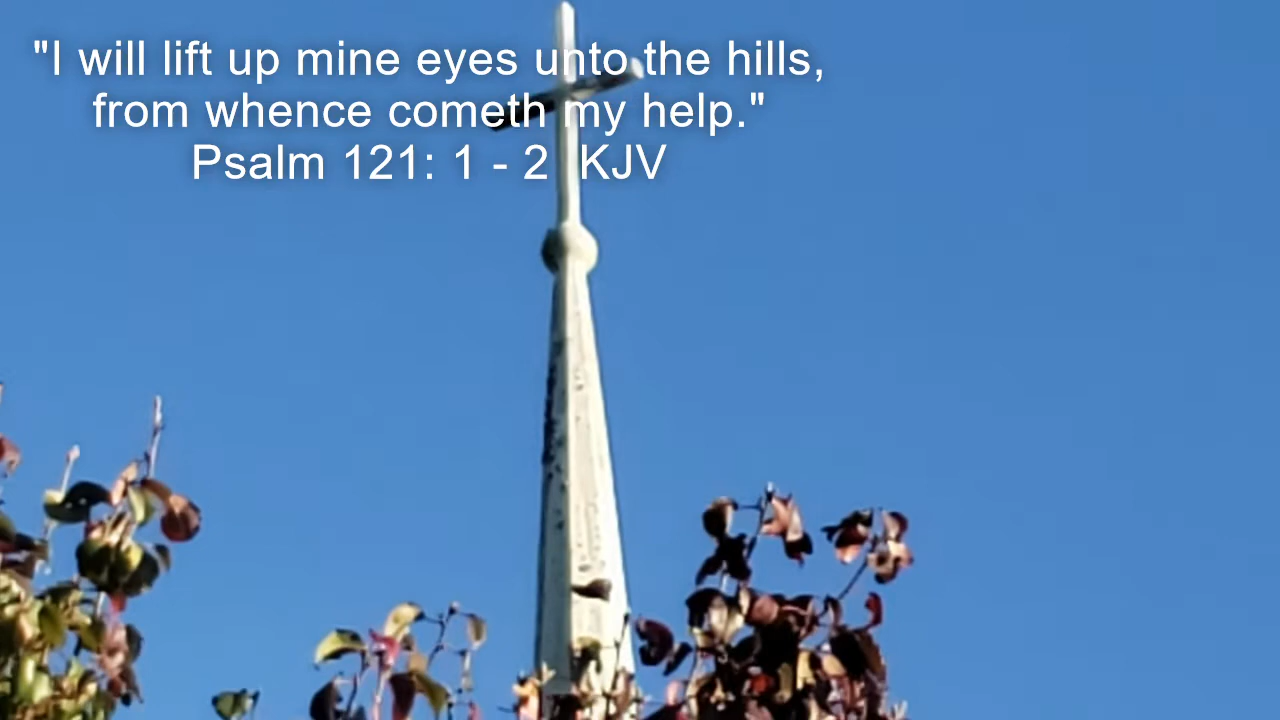 "I will lift up mine eyes unto the hills,
from whence cometh my help."
Psalm 121: 1 - 2 KJV